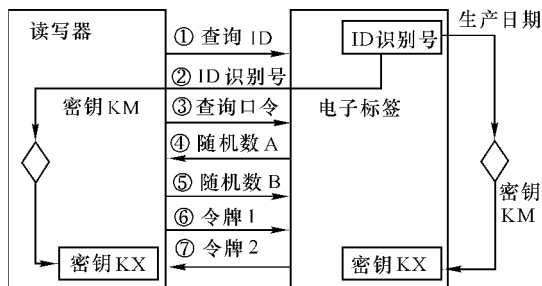 读写器
① 查询 ID
② ID 识别号
密钥KM
③ 查询口令
④ 随机数 A
⑤ 随机数 B
⑥ 令牌 1
⑦ 令牌 2
密钥KX
ID识别号
生产日期
电子标签
密钥
KM
密钥KX